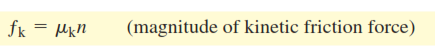 fₖ = μₖn (magnitude of kinetic friction force)